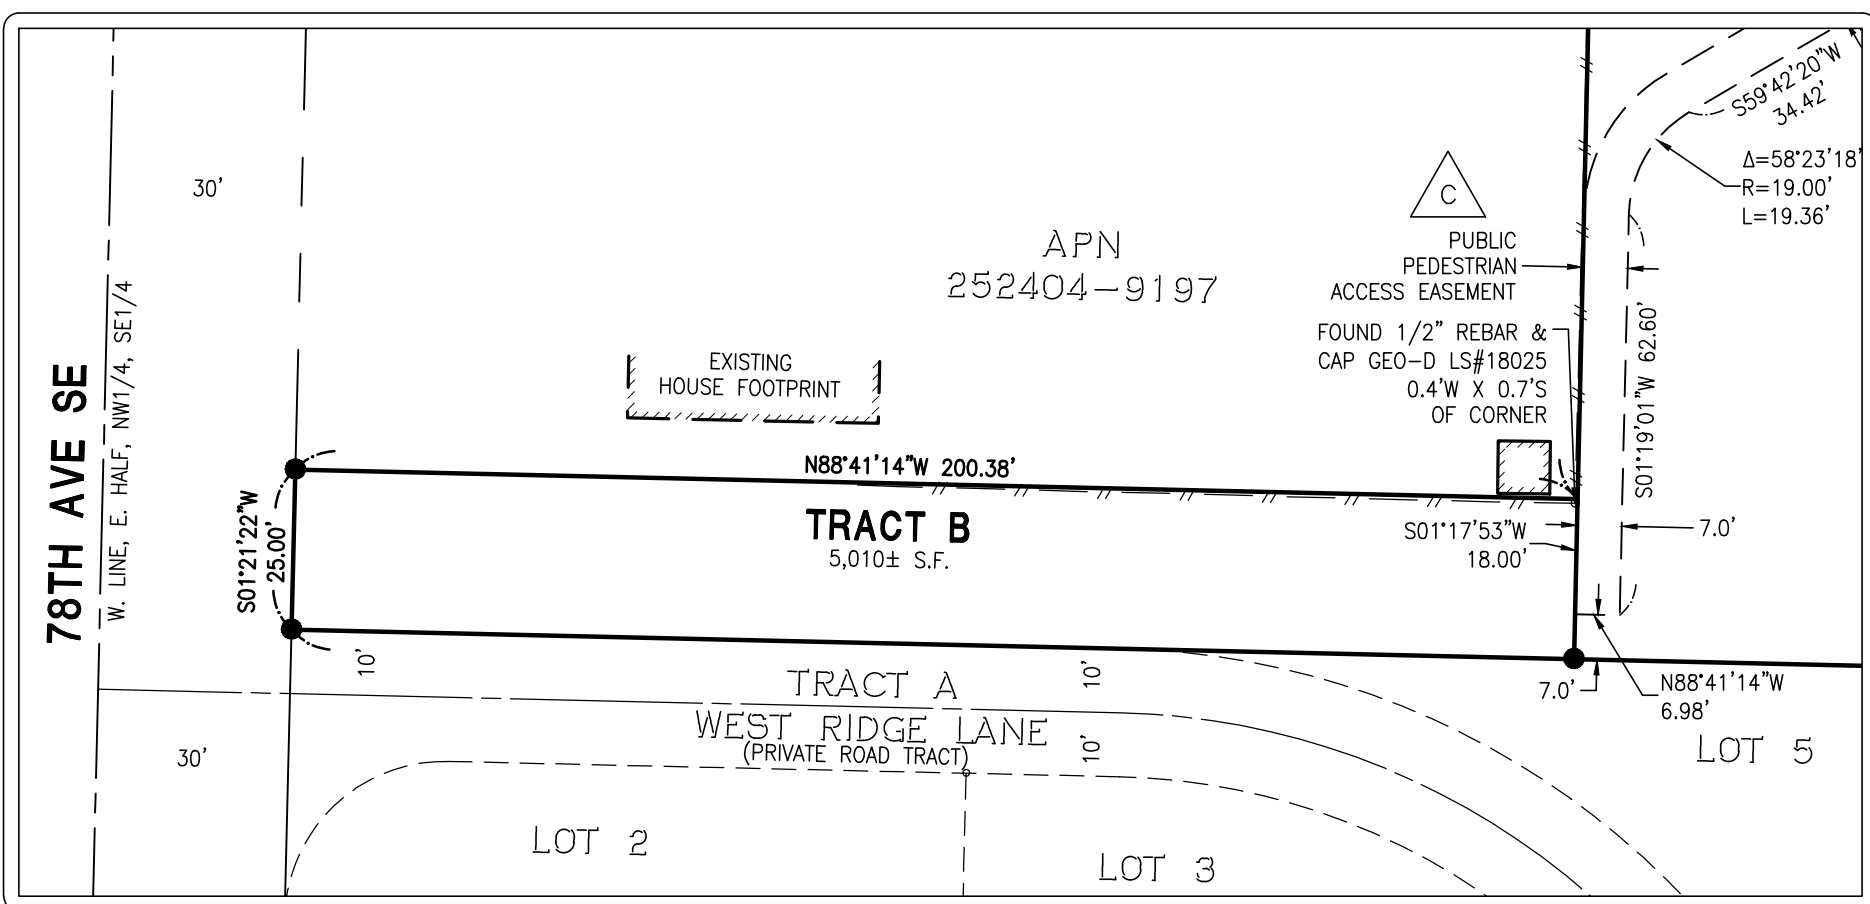 78TH AVE SE
W. LINE, E. HALF, NW1/4, SE1/4
30'
30'
APN
252404-9197
EXISTING
HOUSE FOOTPRINT
C
PUBLIC
PEDESTRIAN
ACCESS EASEMENT
FOUND 1/2" REBAR &
CAP GEO-D LS#18025
0.4'W X 0.7'S
OF CORNER
S59°42'20"W
34.42'
Δ=58°23'18"
R=19.00'
L=19.36'
S01°19'01"W 62.60'
N88°41'14"W 200.38'
S01°21'22"W
25.00'
TRACT B
5,010± S.F.
S01°17'53"W
18.00'
7.0'
7.0'
N88°41'14"W
6.98'
10'
10'
10'
TRACT A
WEST RIDGE LANE
(PRIVATE ROAD TRACT)
LOT 2
LOT 3
LOT 5